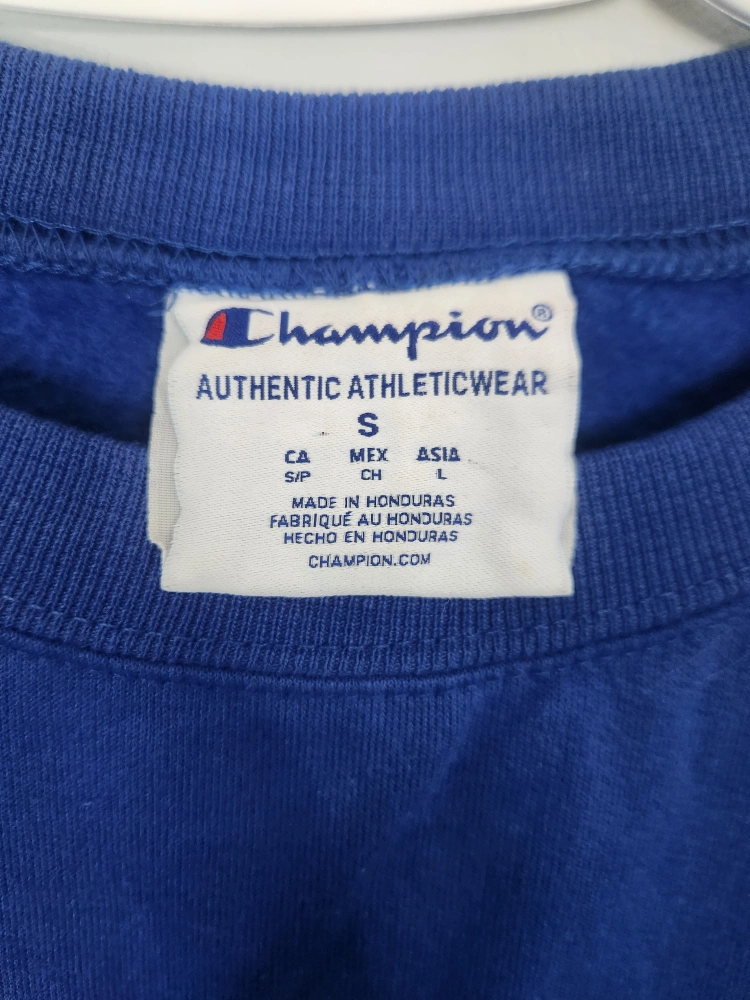 Champion®
AUTHENTIC ATHLETICWEAR
S
CA MEX ASIA
S/P CH L
MADE IN HONDURAS
FABRIQUÉ AU HONDURAS
HECHO EN HONDURAS
CHAMPION.COM